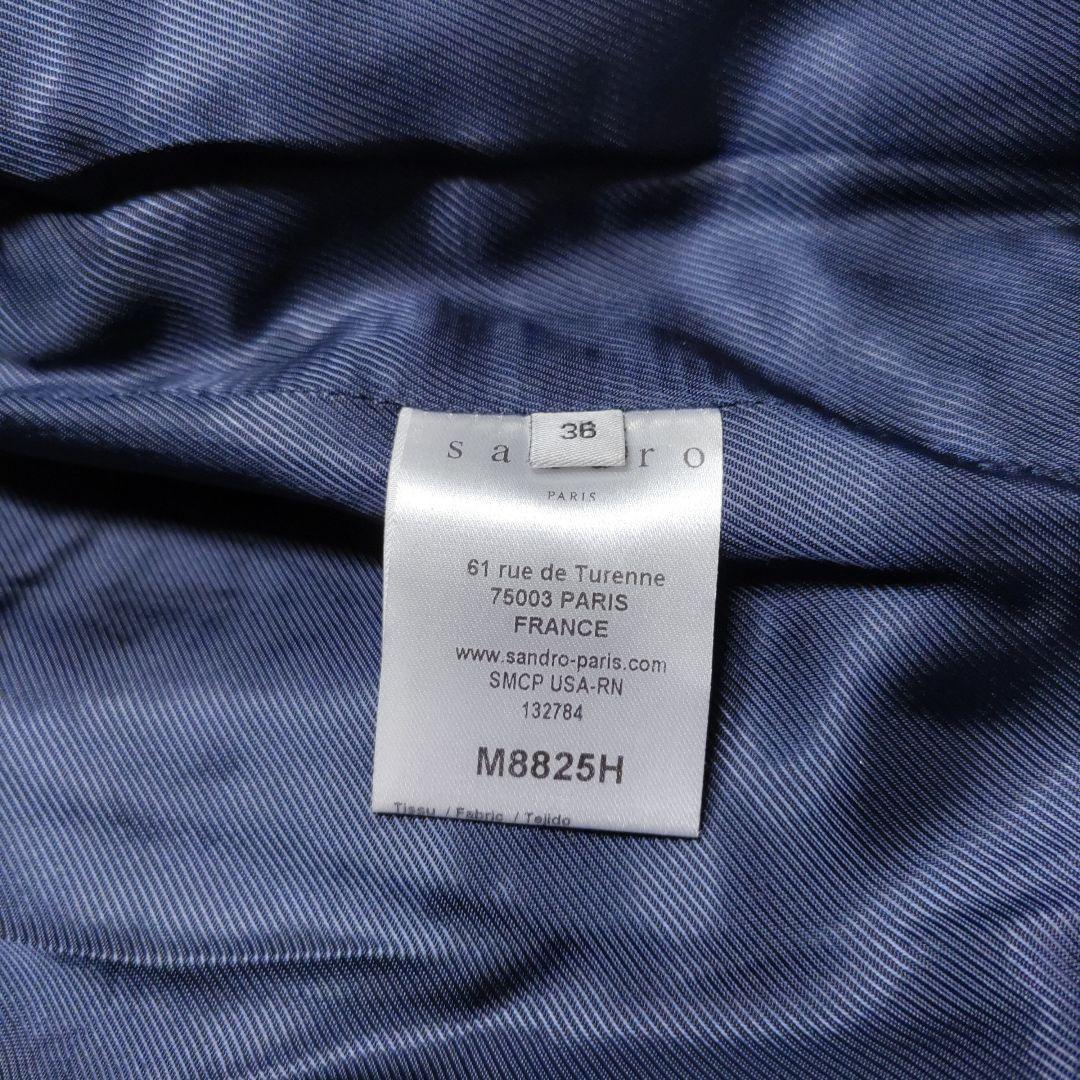 36
sa ro
PARIS
61 rue de Turenne
75003 PARIS
FRANCE
www.sandro-paris.com
SMCP USA-RN
132784
M8825H
Tissu / Fabric / Tejido